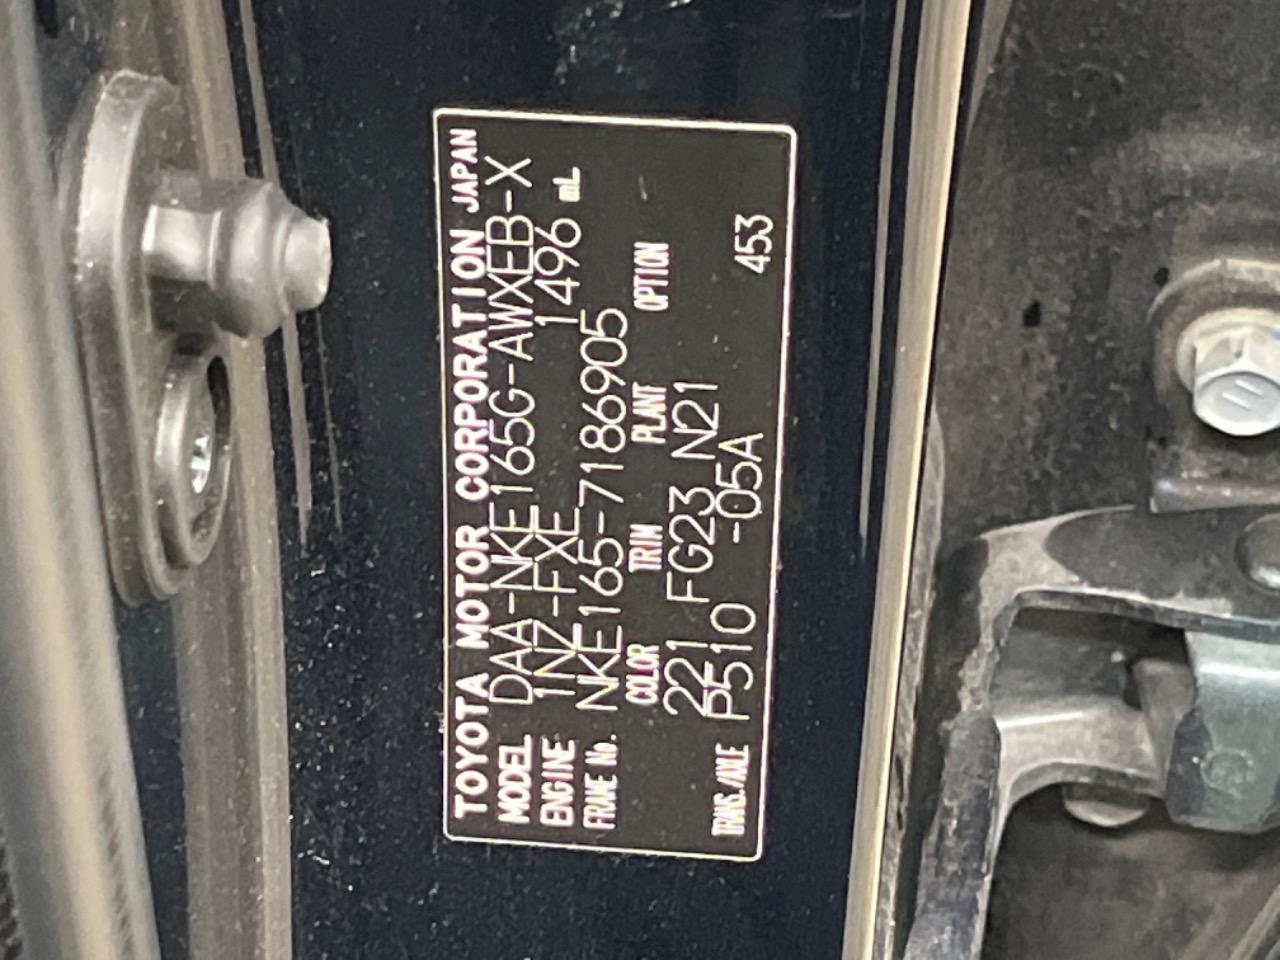 TOYOTA MOTOR CORPORATION JAPAN
MODEL DAA-NKE165G-AWXEB-X
ENGINE 1NZ-FXE 1496 mL
FRAME No. NKE165-7186905
COLOR TRIM PLANT OPTION
221 FG23 N21
TRANS./AXLE P510 -05A 453